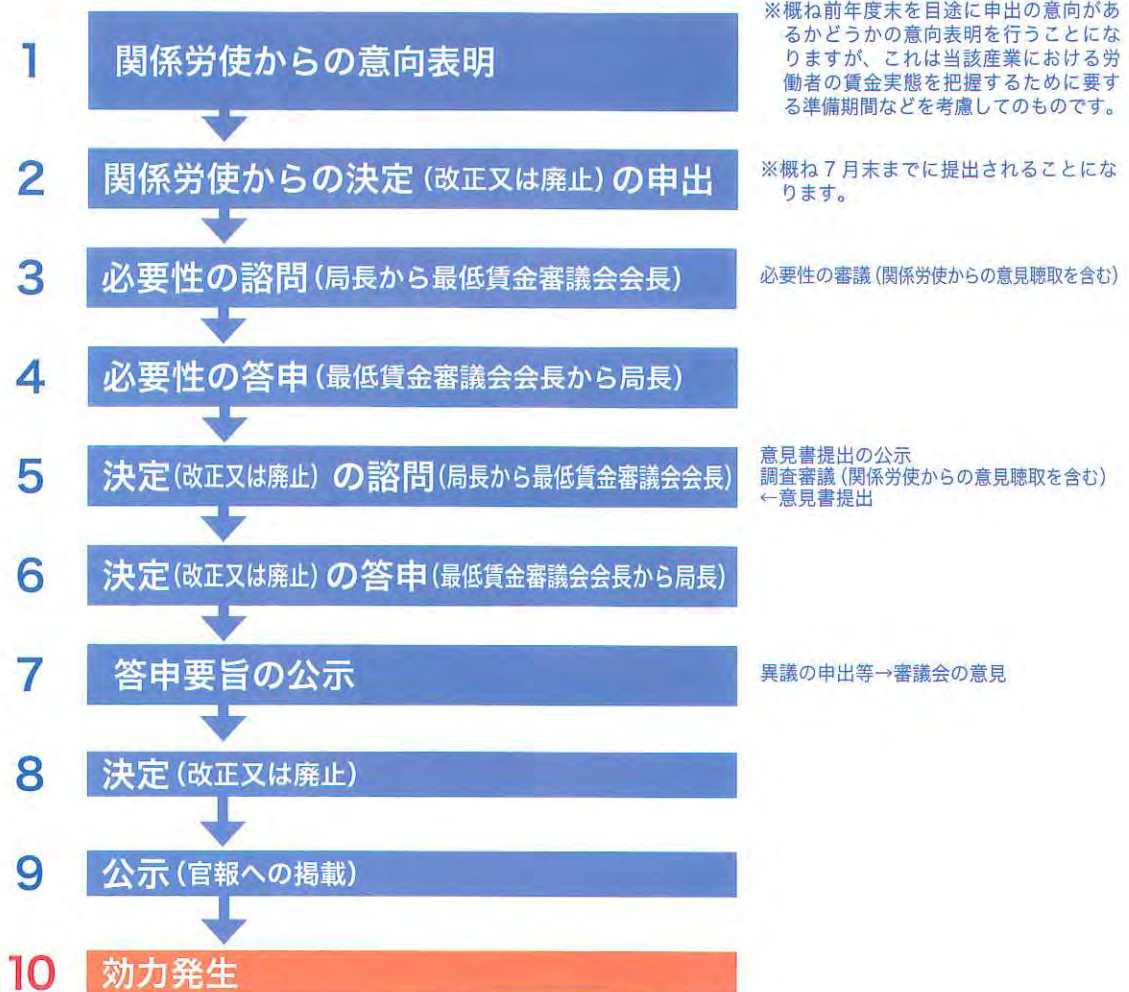 1 関係労使からの意向表明
※概ね前年度末を目途に申出の意向があ
るかどうかの意向表明を行うことにな
りますが、これは当該産業における労
働者の賃金実態を把握するために要す
る準備期間などを考慮してのものです。
2 関係労使からの決定(改正又は廃止)の申出
※概ね7月末までに提出されることにな
ります。
3 必要性の諮問(局長から最低賃金審議会会長)
必要性の審議(関係労使からの意見聴取を含む)
4 必要性の答申(最低賃金審議会会長から局長)
5 決定(改正又は廃止)の諮問(局長から最低賃金審議会会長)
意見書提出の公示
調査審議(関係労使からの意見聴取を含む)
←意見書提出
6 決定(改正又は廃止)の答申(最低賃金審議会会長から局長)
7 答申要旨の公示
異議の申出等→審議会の意見
8 決定(改正又は廃止)
9 公示(官報への掲載)
10 効力発生